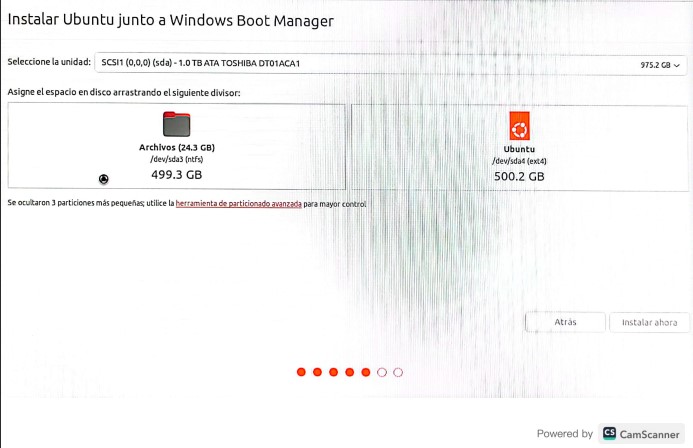 Instalar Ubuntu junto a Windows Boot Manager
Seleccione la unidad: SCSI1 (0,0,0) (sda) - 1.0 TB ATA TOSHIBA DT01ACA1 975.2 GB
Asigne el espacio en disco arrastrando el siguiente divisor:
Archivos (24.3 GB)
/dev/sda3 (ntfs)
499.3 GB
Ubuntu
/dev/sda4 (ext4)
500.2 GB
Se ocultaron 3 particiones más pequeñas; utilice la herramienta de particionado avanzada para mayor control
Atrás
Instalar ahora
Powered by CS CamScanner